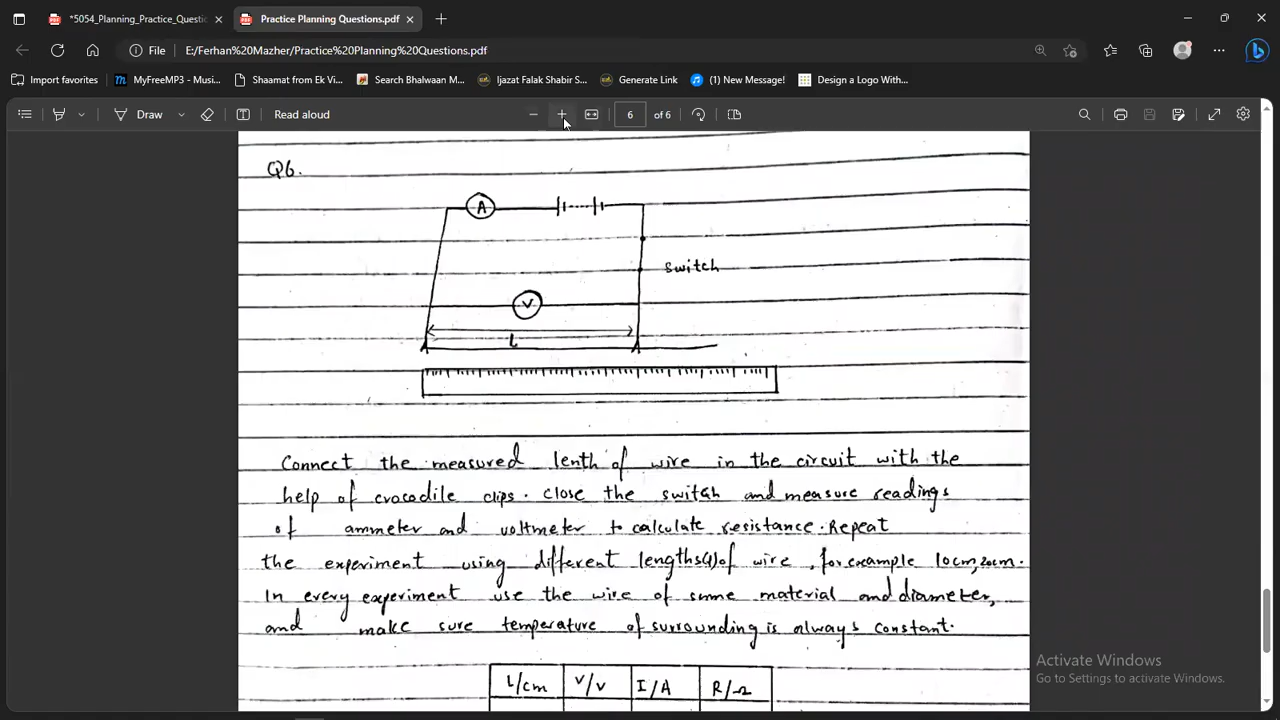 *5054_Planning_Practice_Questic
Practice Planning Questions.pdf
File
E:/Ferhan%20Mazher/Practice%20Planning%20Questions.pdf
Import favorites
MyFreeMP3 - Musi...
Shaamat from Ek Vi...
Search Bhalwaan M...
Ijazat Falak Shabir S...
Generate Link
(1) New Message!
Design a Logo With...
Draw
Read aloud
6
of 6
Q6.
A
switch
V
L
Connect the measured lenth of wire in the circuit with the
help of crocodile clips. Close the switch and measure readings
of ammeter and voltmeter to calculate resistance. Repeat
the experiment using different lengths(l) of wire, for example 10cm, 20cm.
In every experiment use the wire of same material and diameter,
and make sure temperature of surrounding is always constant.
L/cm V/v I/A R/Ω
Activate Windows
Go to Settings to activate Windows.